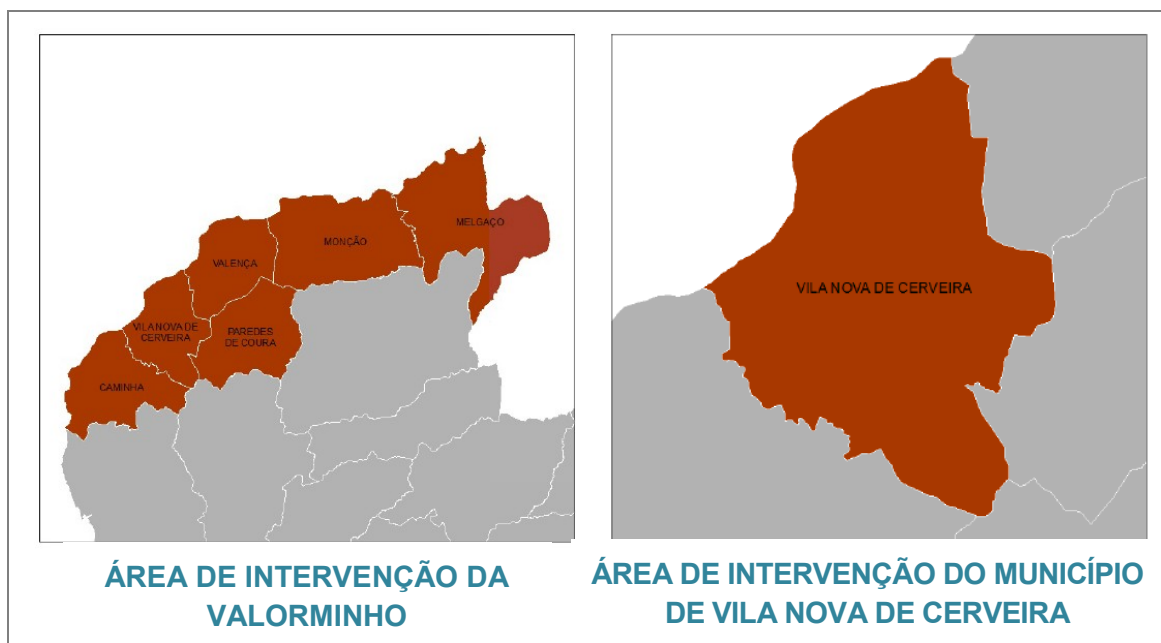 MELGAÇO
MONÇÃO
VALENÇA
VILA NOVA DE
CERVEIRA
PAREDES
DE COURA
CAMINHA
ÁREA DE INTERVENÇÃO DA
VALORMINHO
VILA NOVA DE CERVEIRA
ÁREA DE INTERVENÇÃO DO MUNICÍPIO
DE VILA NOVA DE CERVEIRA